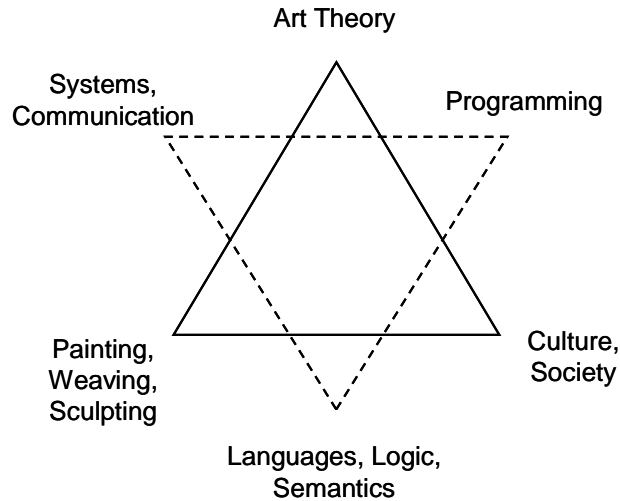 Art Theory
Systems,
Communication
Programming
Painting,
Weaving,
Sculpting
Culture,
Society
Languages, Logic,
Semantics